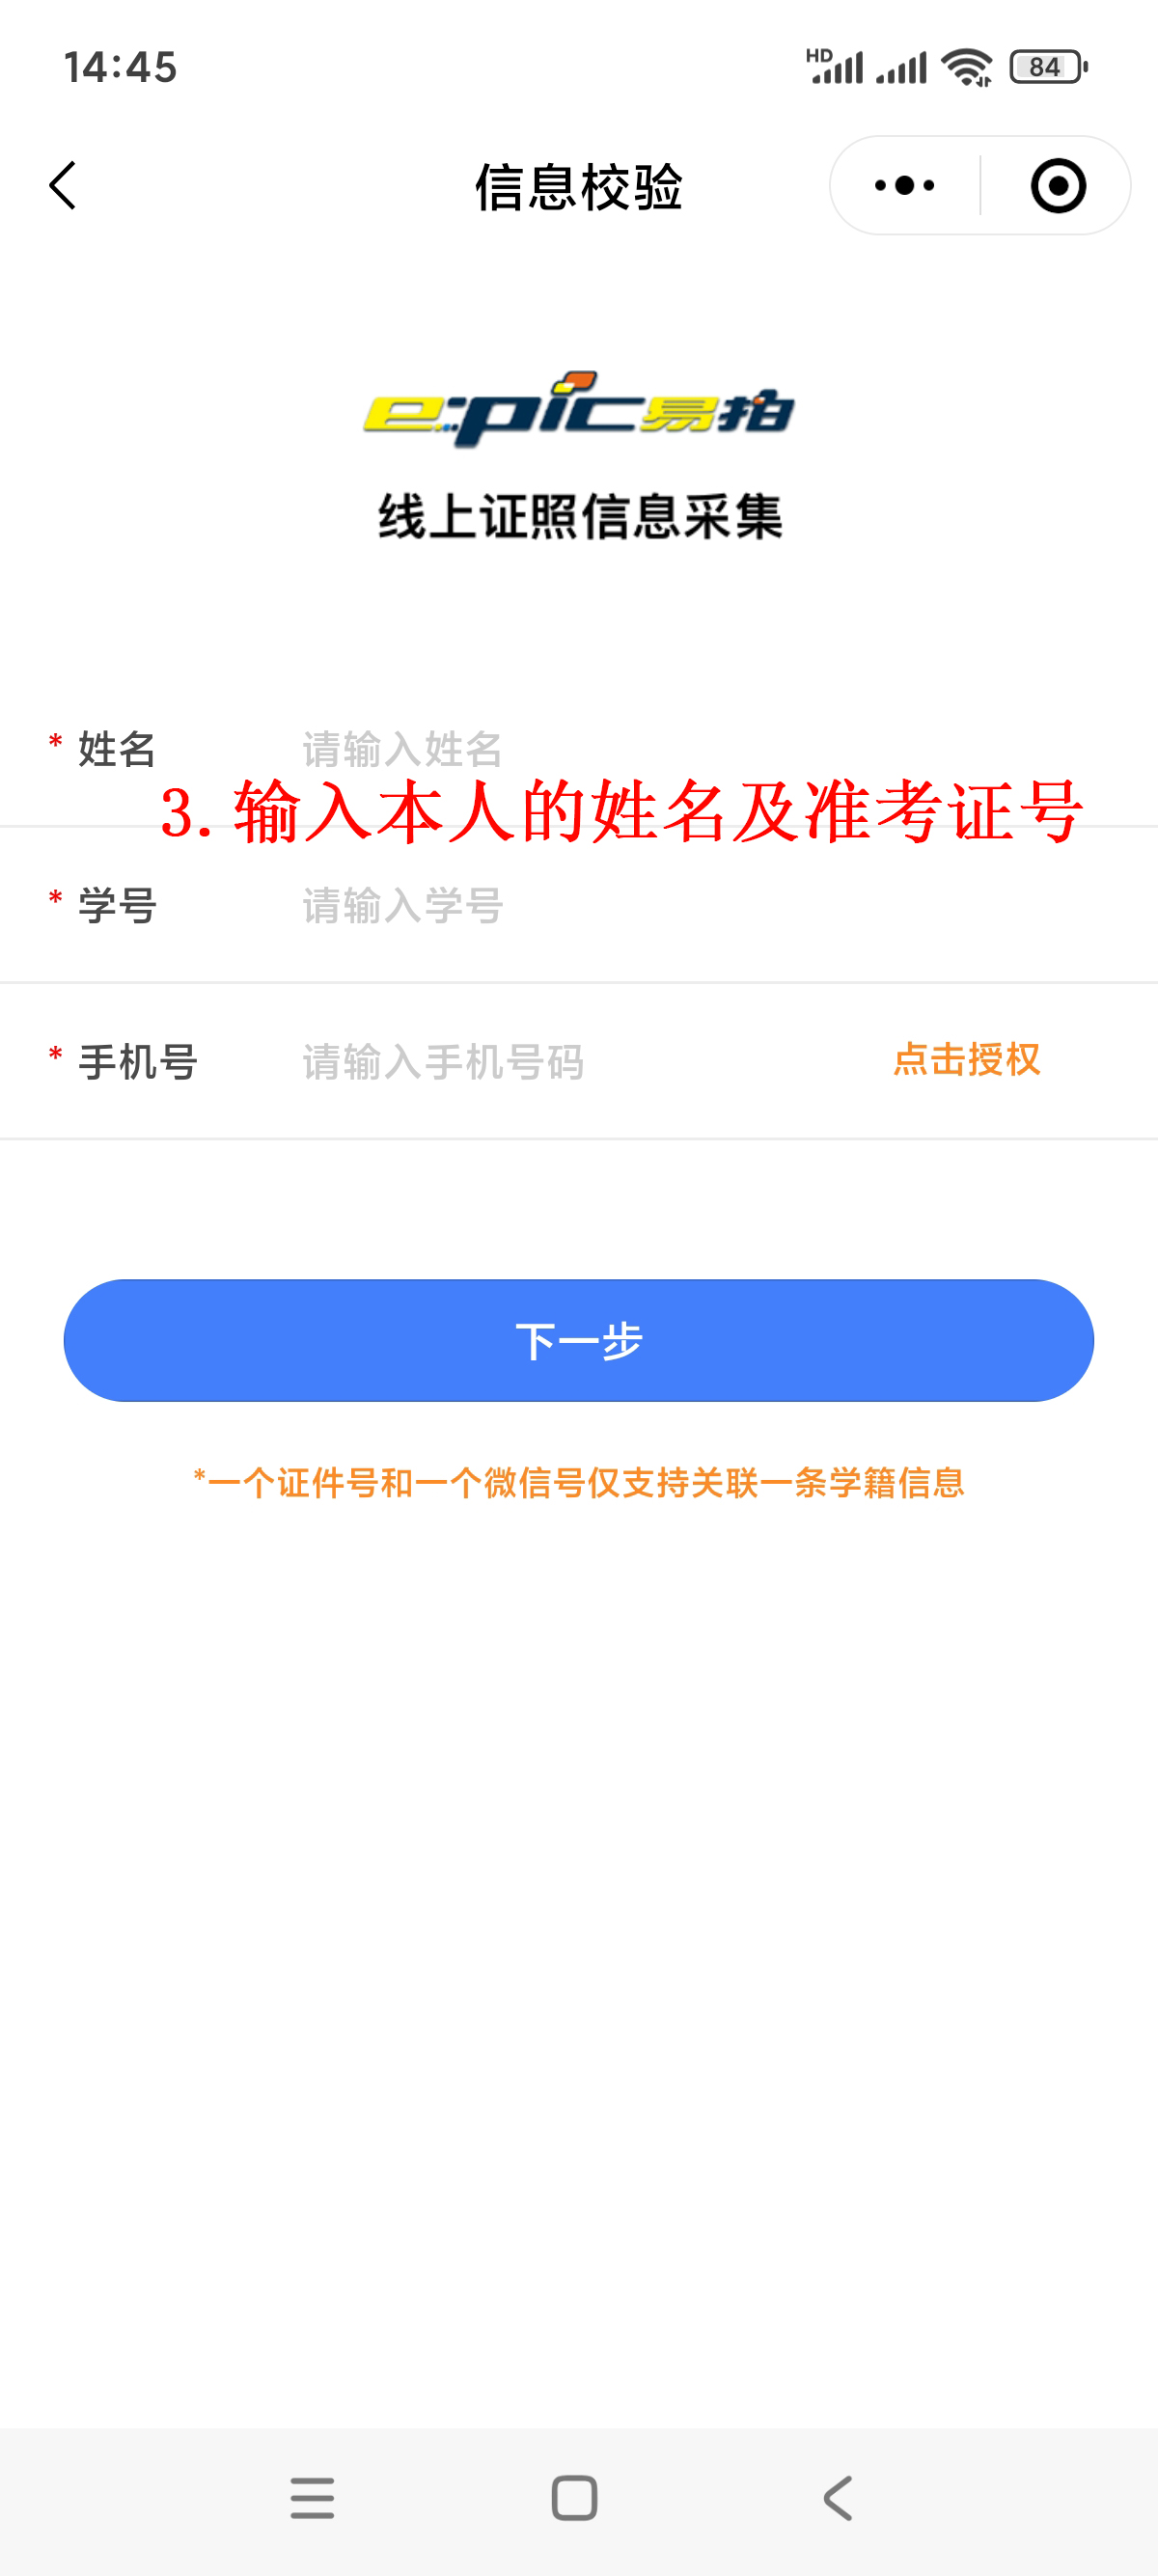 14:45
HD
84
信息校验
e:pic易拍
线上证照信息采集
* 姓名 请输入姓名
3. 输入本人的姓名及准考证号
* 学号 请输入学号
* 手机号 请输入手机号码 点击授权
下一步
*一个证件号和一个微信号仅支持关联一条学籍信息